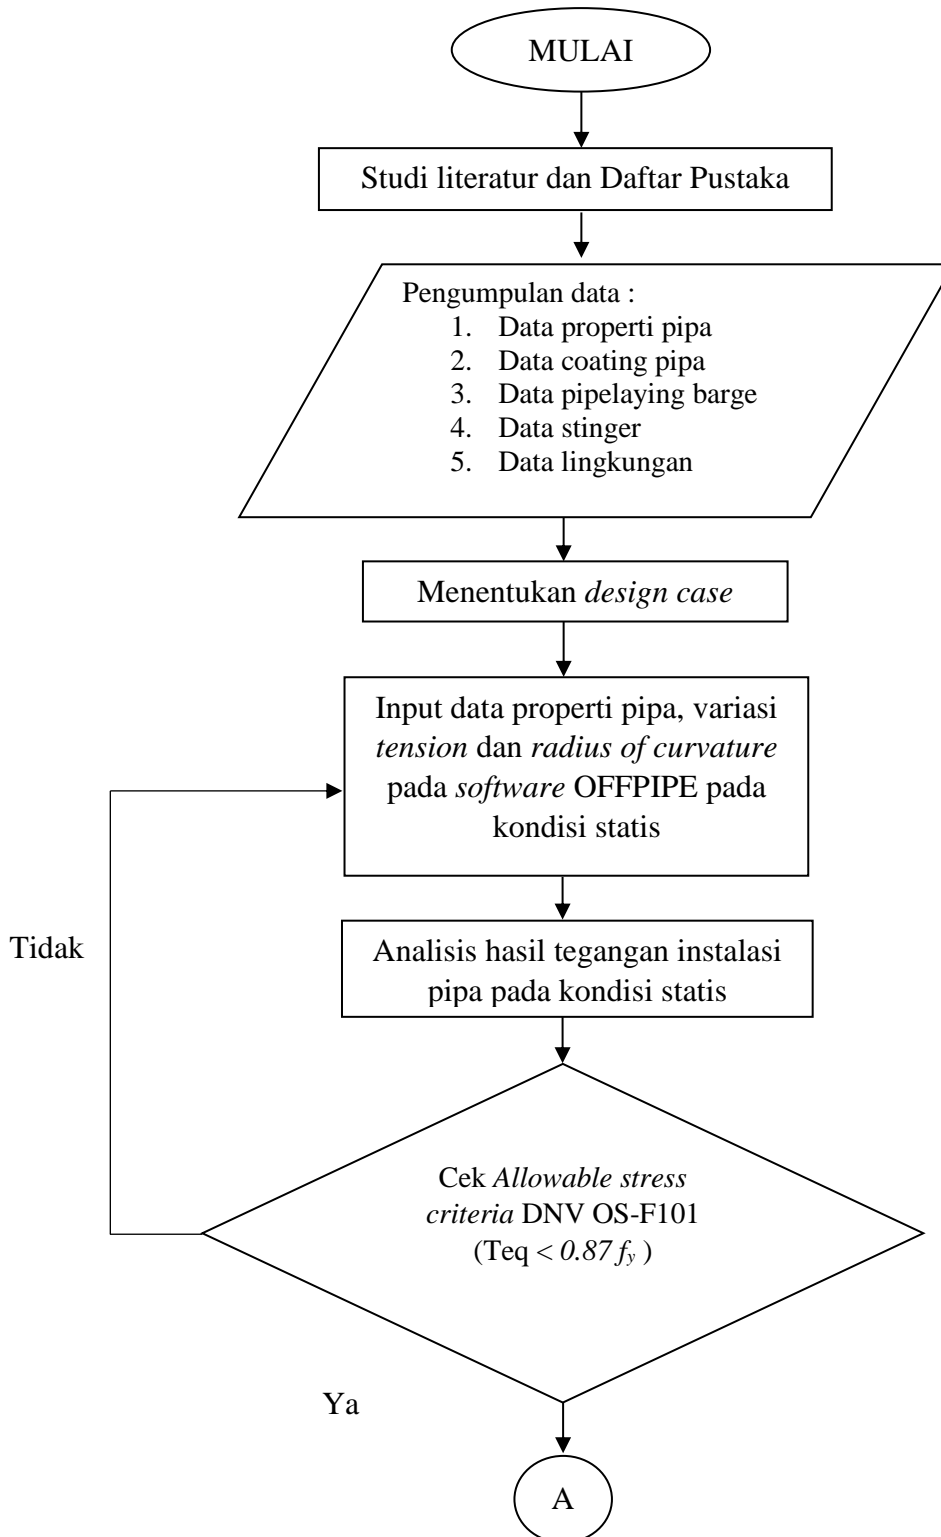 MULAI
Studi literatur dan Daftar Pustaka
Pengumpulan data :
1. Data properti pipa
2. Data coating pipa
3. Data pipelaying barge
4. Data stinger
5. Data lingkungan
Menentukan design case
Input data properti pipa, variasi
tension dan radius of curvature
pada software OFFPIPE pada
kondisi statis
Tidak
Analisis hasil tegangan instalasi
pipa pada kondisi statis
Cek Allowable stress
criteria DNV OS-F101
(Teq < 0.87 fy )
Ya
A